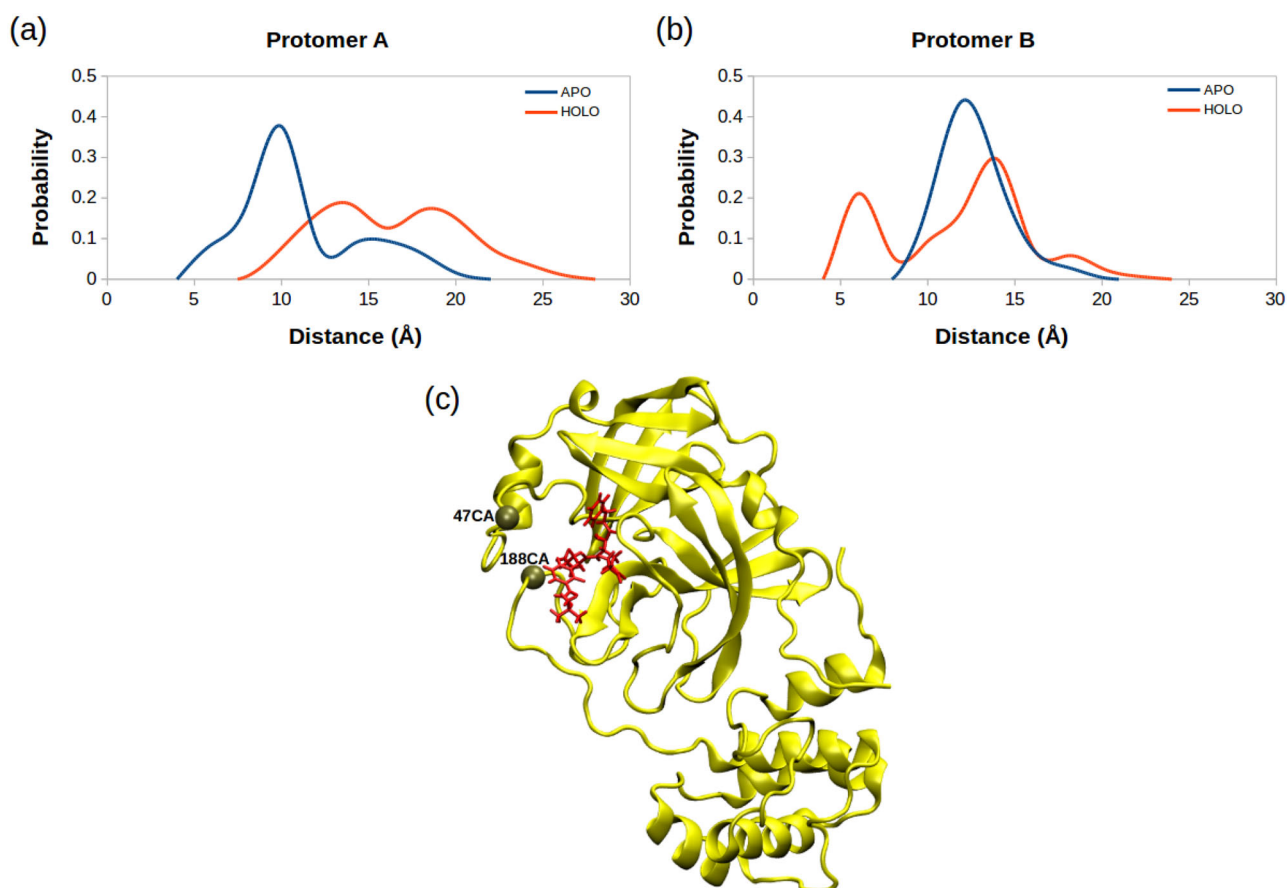 (a)
Protomer A
0.5
0.4
0.3
0.2
0.1
0
Probability
APO
HOLO
0 5 10 15 20 25 30
Distance (Å)
(b)
Protomer B
0.5
0.4
0.3
0.2
0.1
0
Probability
APO
HOLO
0 5 10 15 20 25 30
Distance (Å)
(c)
47CA
188CA